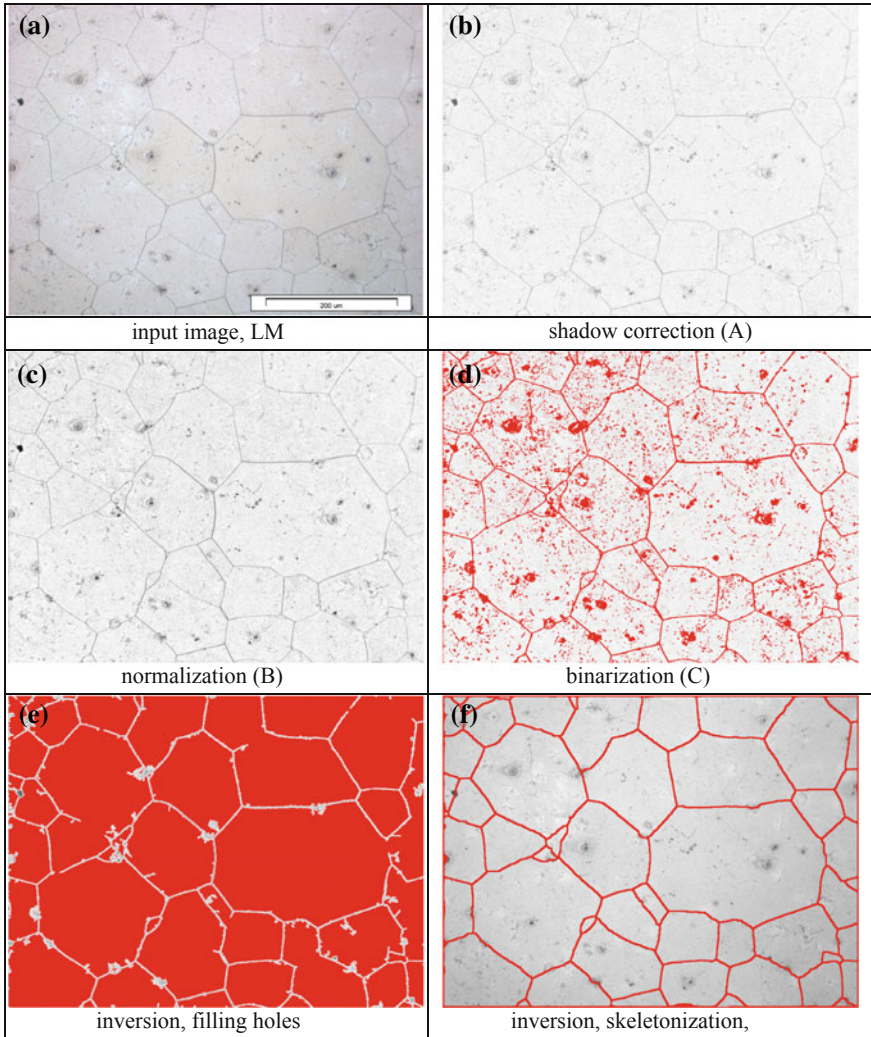 (a)
(b)
200 um
input image, LM
shadow correction (A)
(c)
(d)
normalization (B)
binarization (C)
(e)
(f)
inversion, filling holes
inversion, skeletonization,